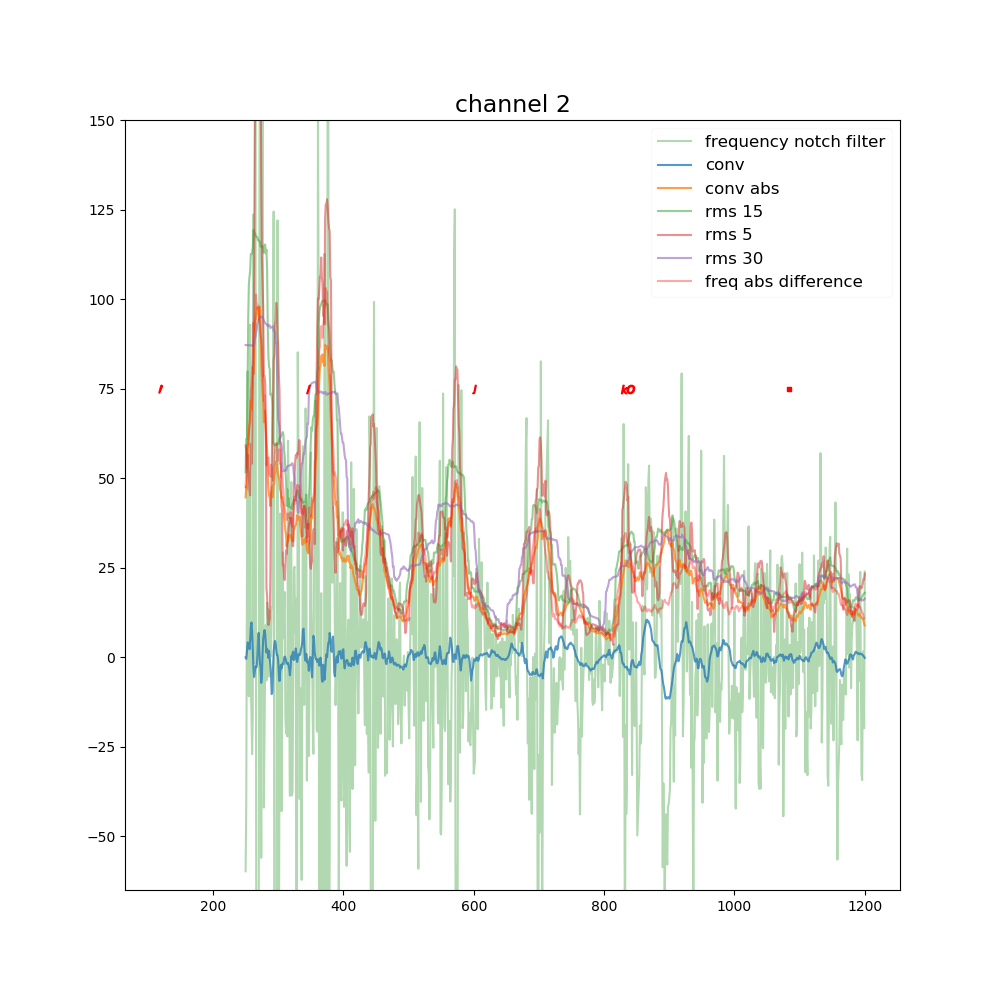 channel 2
150
125
100
75
50
25
0
−25
−50
frequency notch filter
conv
conv abs
rms 15
rms 5
rms 30
freq abs difference
ко
200 400 600 800 1000 1200